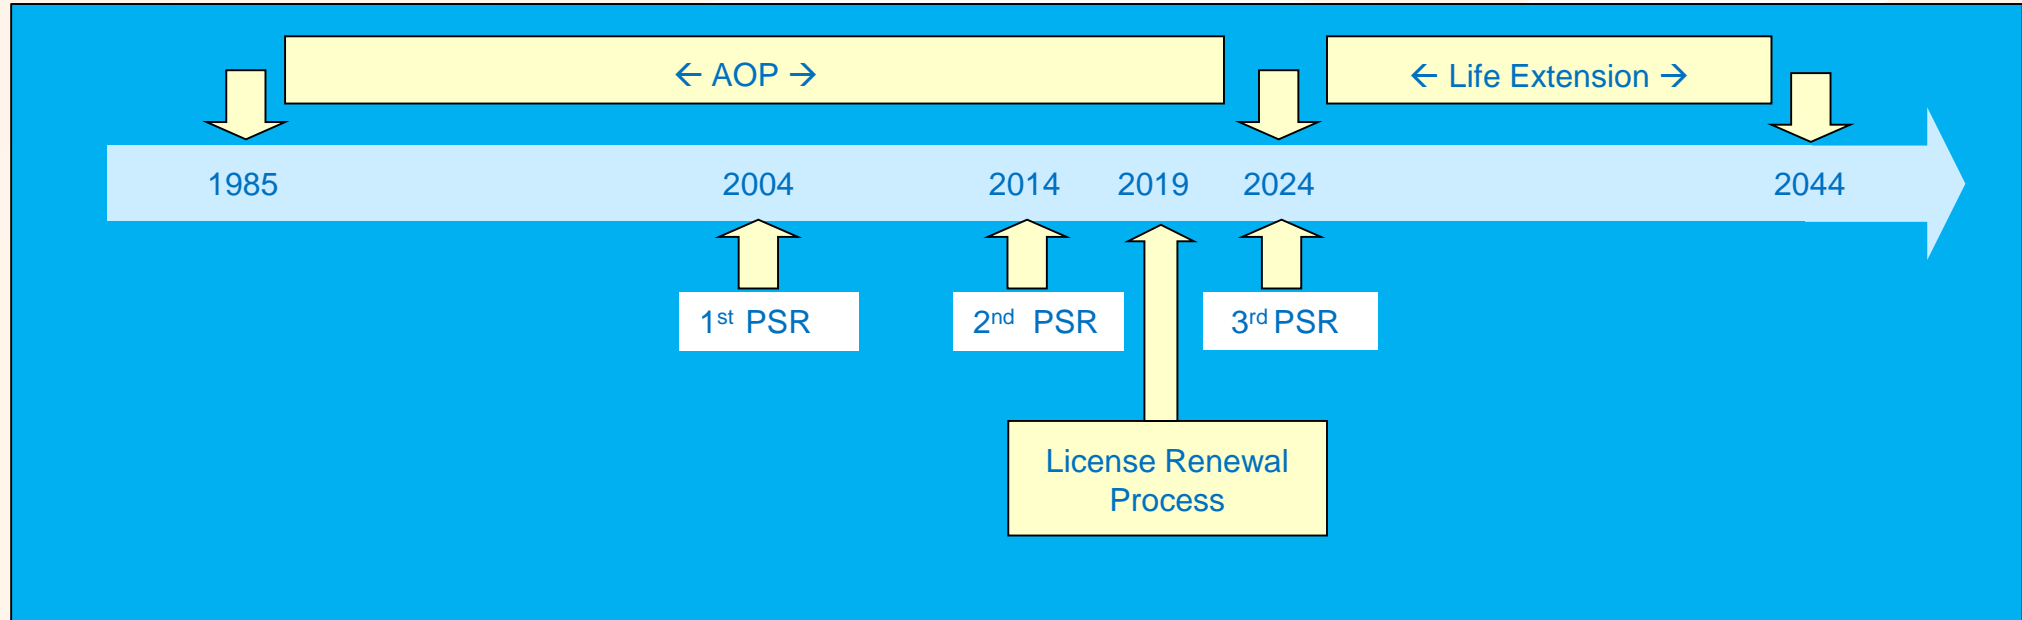 ← AOP →
← Life Extension →
1985 2004 2014 2019 2024 2044
1st PSR 2nd PSR 3rd PSR
License Renewal
Process